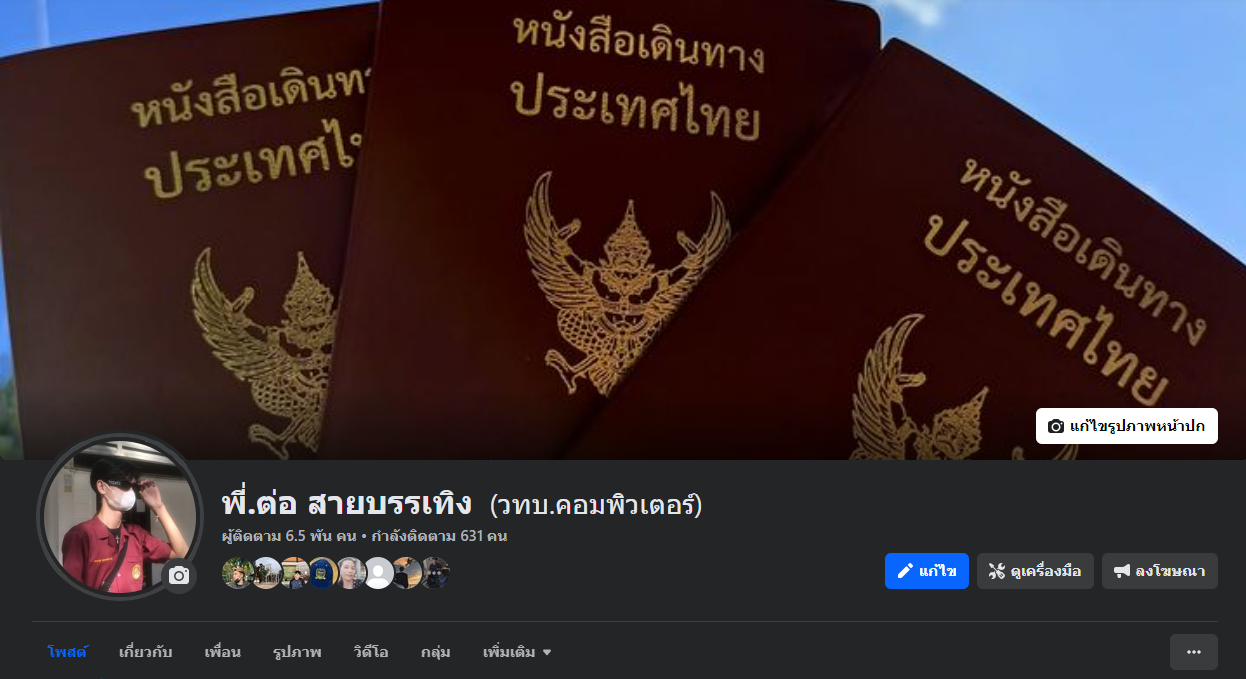 หนังสือเดินทาง
ประเทศไทย
หนังสือเดินทาง
ประเทศไทย
หนังสือเดินทาง
ประเทศไทย
แก้ไขรูปภาพหน้าปก
พี่.ต่อ สายบรรเทิง (วทบ.คอมพิวเตอร์)
ผู้ติดตาม 6.5 พัน คน • กำลังติดตาม 631 คน
แก้ไข ดูเครื่องมือ ลงโฆษณา
โพสต์ เกี่ยวกับ เพื่อน รูปภาพ วิดีโอ กลุ่ม เพิ่มเติม